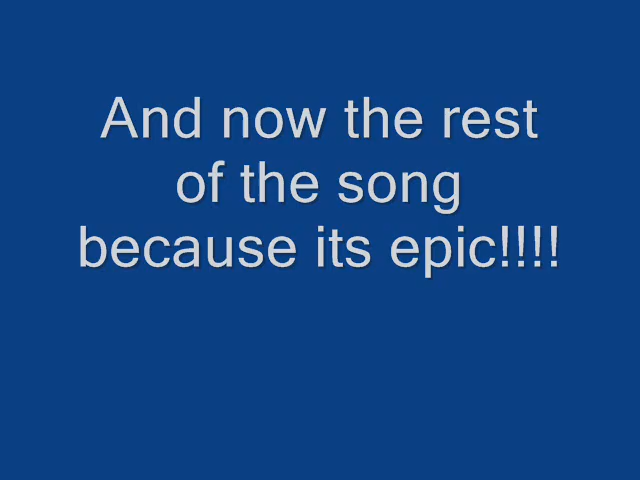 And now the rest
of the song
because its epic!!!!